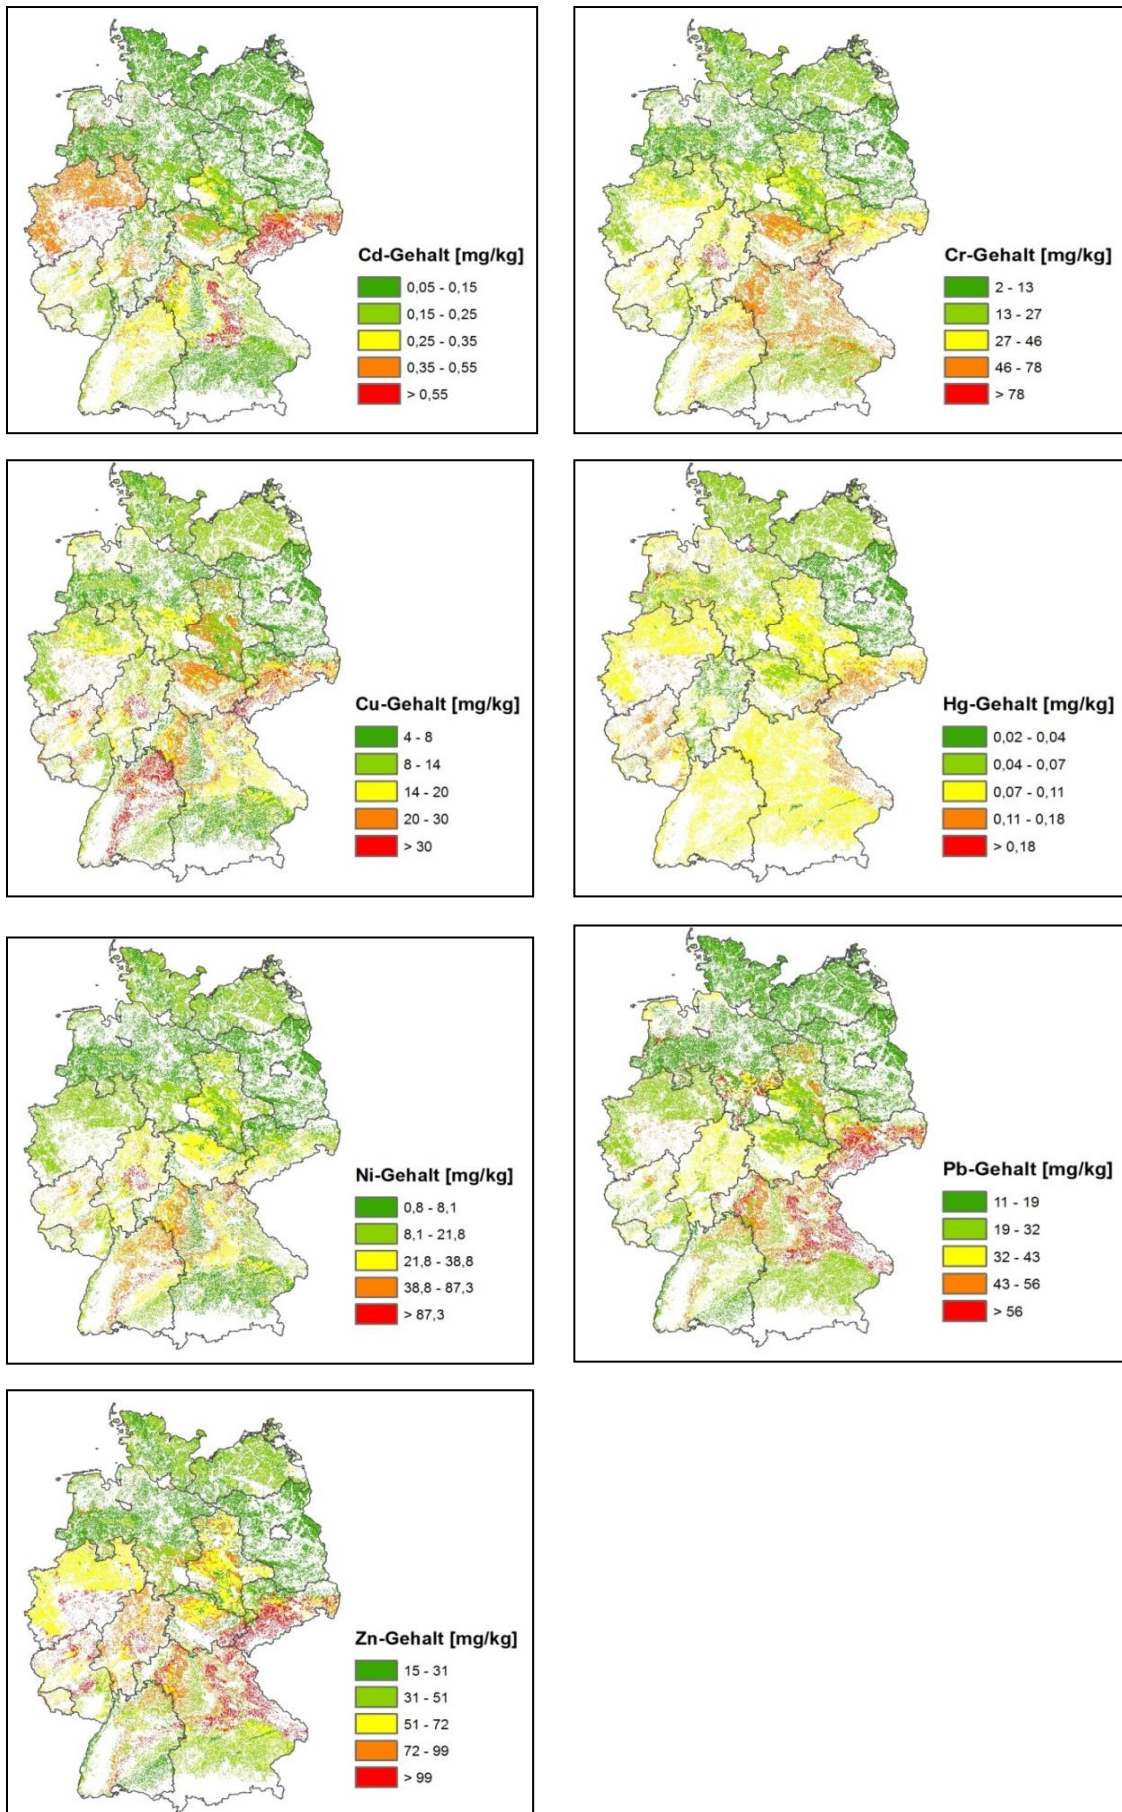 Cd-Gehalt [mg/kg]
0,05 - 0,15
0,15 - 0,25
0,25 - 0,35
0,35 - 0,55
> 0,55
Cr-Gehalt [mg/kg]
2 - 13
13 - 27
27 - 46
46 - 78
> 78
Cu-Gehalt [mg/kg]
4 - 8
8 - 14
14 - 20
20 - 30
> 30
Hg-Gehalt [mg/kg]
0,02 - 0,04
0,04 - 0,07
0,07 - 0,11
0,11 - 0,18
> 0,18
Ni-Gehalt [mg/kg]
0,8 - 8,1
8,1 - 21,8
21,8 - 38,8
38,8 - 87,3
> 87,3
Pb-Gehalt [mg/kg]
11 - 19
19 - 32
32 - 43
43 - 56
> 56
Zn-Gehalt [mg/kg]
15 - 31
31 - 51
51 - 72
72 - 99
> 99